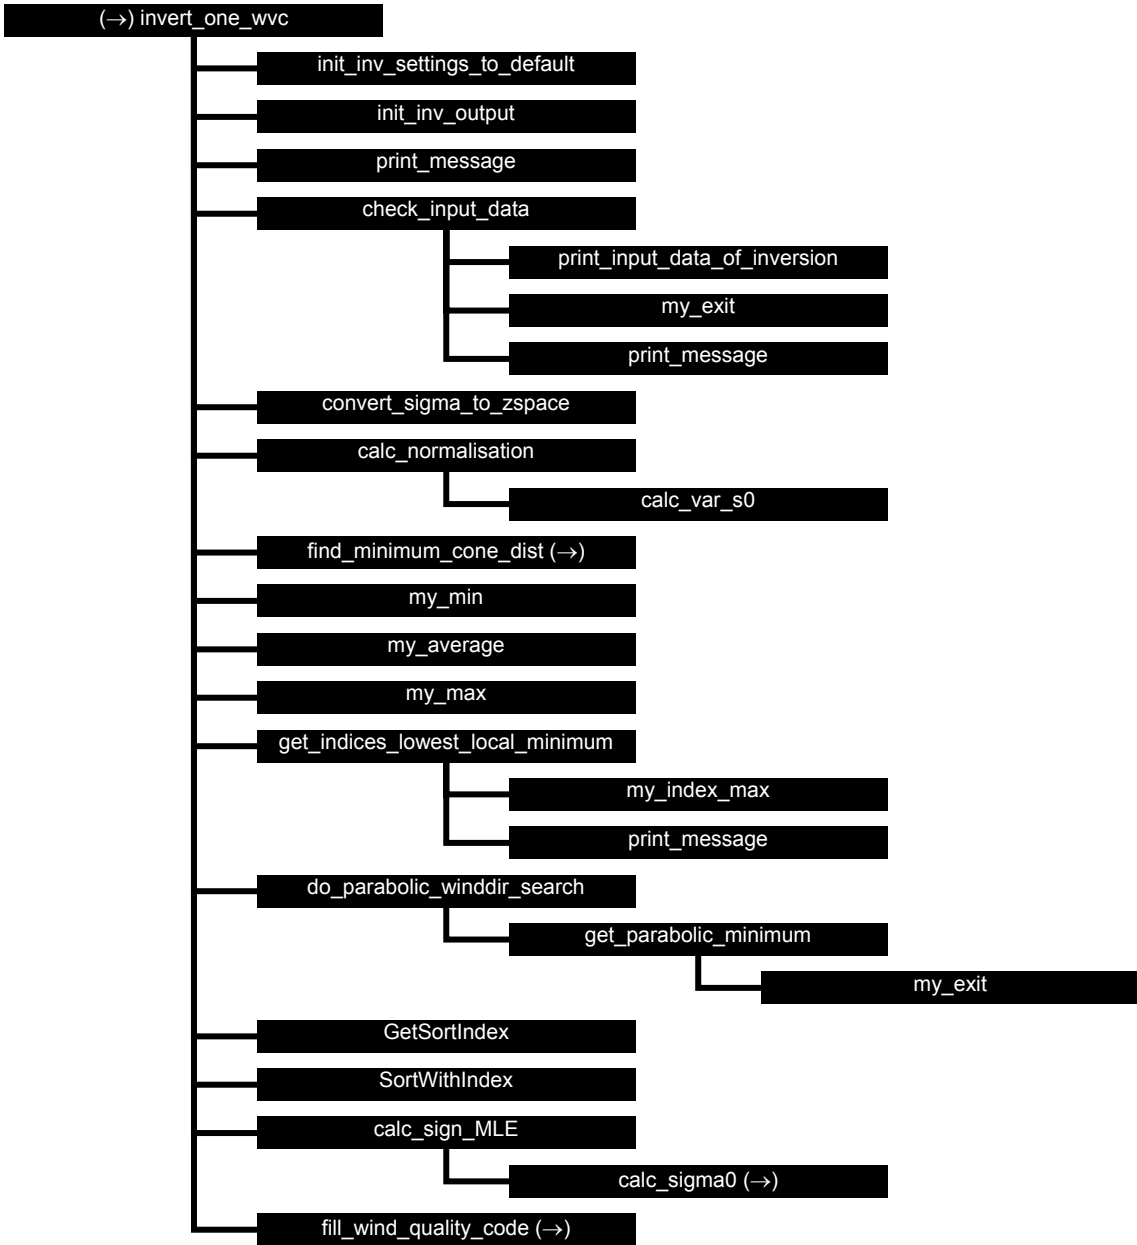 (→) invert_one_wvc
init_inv_settings_to_default
init_inv_output
print_message
check_input_data
print_input_data_of_inversion
my_exit
print_message
convert_sigma_to_zspace
calc_normalisation
calc_var_s0
find_minimum_cone_dist (→)
my_min
my_average
my_max
get_indices_lowest_local_minimum
my_index_max
print_message
do_parabolic_winddir_search
get_parabolic_minimum
my_exit
GetSortIndex
SortWithIndex
calc_sign_MLE
calc_sigma0 (→)
fill_wind_quality_code (→)